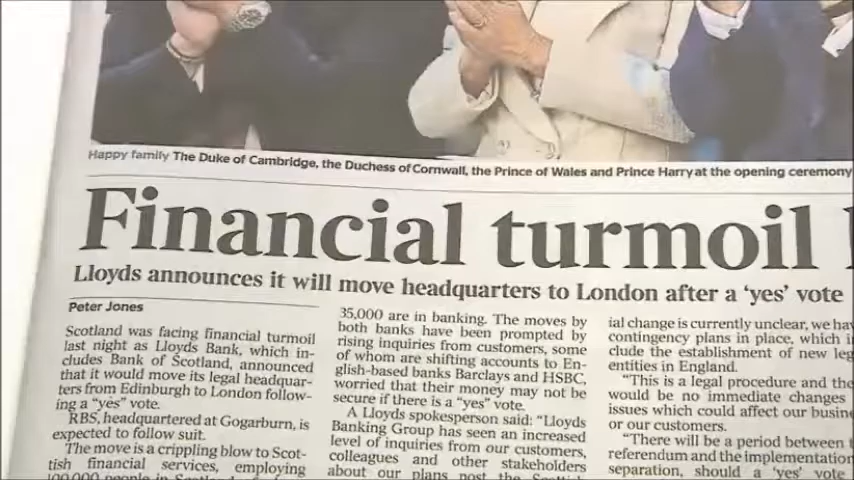 Happy family The Duke of Cambridge, the Duchess of Cornwall, the Prince of Wales and Prince Harry at the opening ceremony
Financial turmoil
Lloyds announces it will move headquarters to London after a ‘yes’ vote
Peter Jones
Scotland was facing financial turmoil
last night as Lloyds Bank, which in-
cludes Bank of Scotland, announced
that it would move its legal headquar-
ters from Edinburgh to London follow-
ing a “yes” vote.
RBS, headquartered at Gogarburn, is
expected to follow suit.
The move is a crippling blow to Scot-
tish financial services, employing
100,000 people in
35,000 are in banking. The moves by
both banks have been prompted by
rising inquiries from customers, some
of whom are shifting accounts to En-
glish-based banks Barclays and HSBC,
worried that their money may not be
secure if there is a “yes” vote.
A Lloyds spokesperson said: “Lloyds
Banking Group has seen an increased
level of inquiries from our customers,
colleagues and other stakeholders
about our plans post the Scottish
ial change is currently unclear, we hav
contingency plans in place, which i
clude the establishment of new leg
entities in England.
“This is a legal procedure and the
would be no immediate changes
issues which could affect our busin
or our customers.
“There will be a period between t
referendum and the implementation
separation, should a ‘yes’ vote